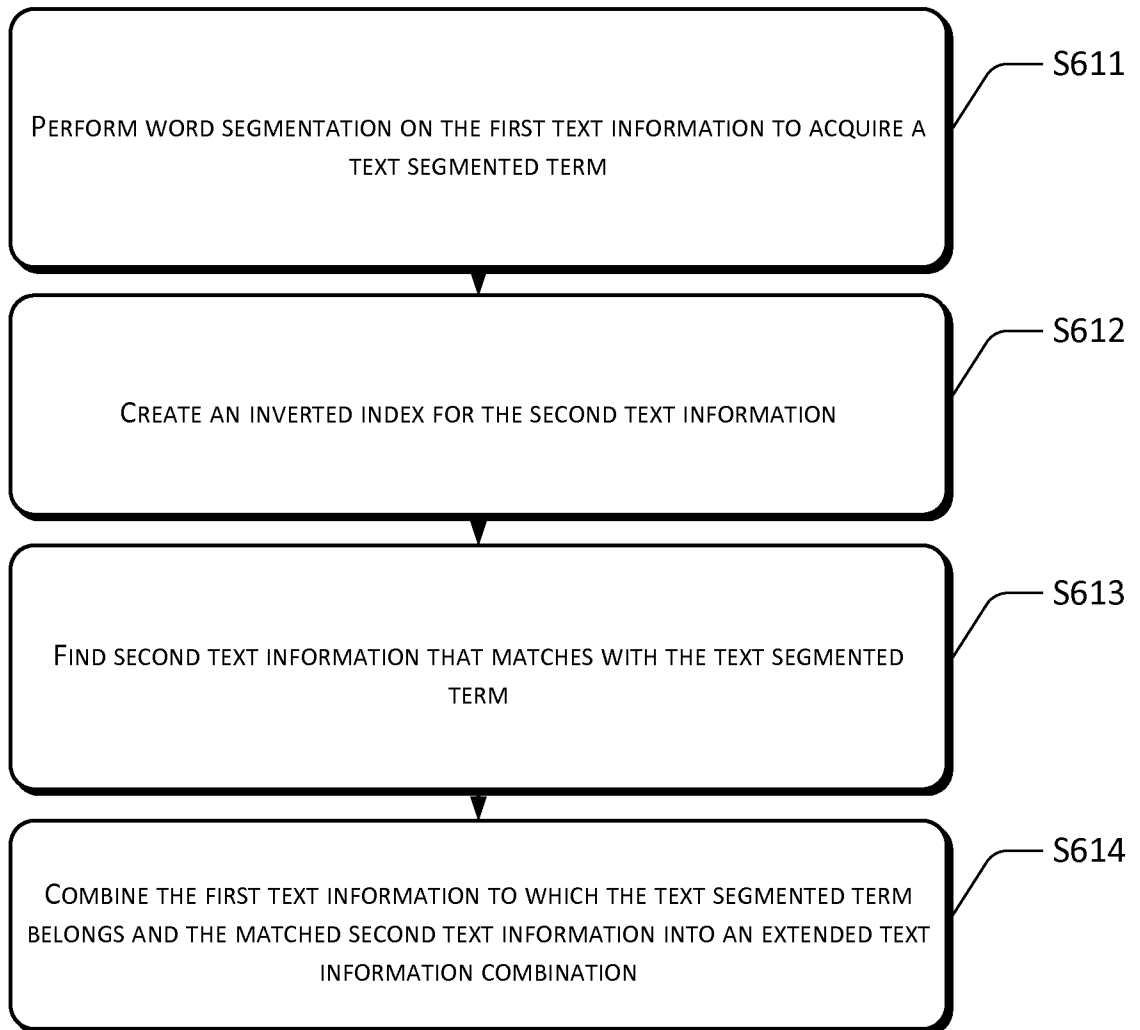 PERFORM WORD SEGMENTATION ON THE FIRST TEXT INFORMATION TO ACQUIRE A
TEXT SEGMENTED TERM
S611
CREATE AN INVERTED INDEX FOR THE SECOND TEXT INFORMATION
S612
FIND SECOND TEXT INFORMATION THAT MATCHES WITH THE TEXT SEGMENTED
TERM
S613
COMBINE THE FIRST TEXT INFORMATION TO WHICH THE TEXT SEGMENTED TERM
BELONGS AND THE MATCHED SECOND TEXT INFORMATION INTO AN EXTENDED TEXT
INFORMATION COMBINATION
S614